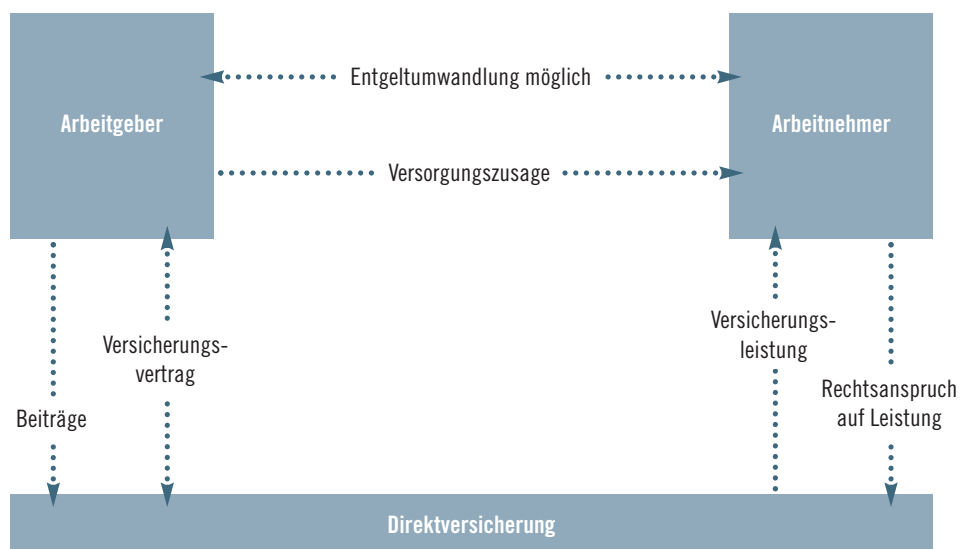 Entgeltumwandlung möglich
Arbeitgeber
Arbeitnehmer
Versorgungszusage
Versicherungs-
vertrag
Beiträge
Versicherungs-
leistung
Rechtsanspruch
auf Leistung
Direktversicherung